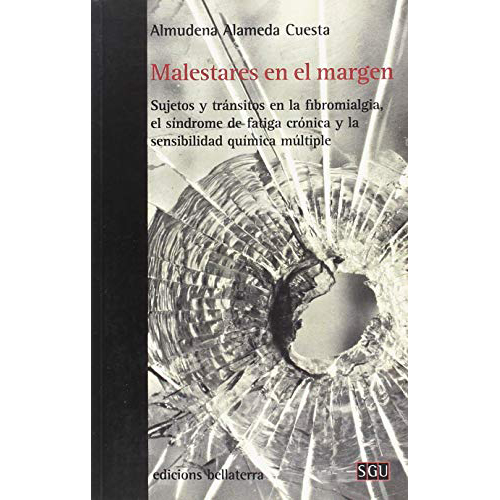 Almudena Alameda Cuesta
Malestares en el margen
Sujetos y tránsitos en la fibromialgia,
el síndrome de fatiga crónica y la
sensibilidad química múltiple
edicions bellaterra
SGU